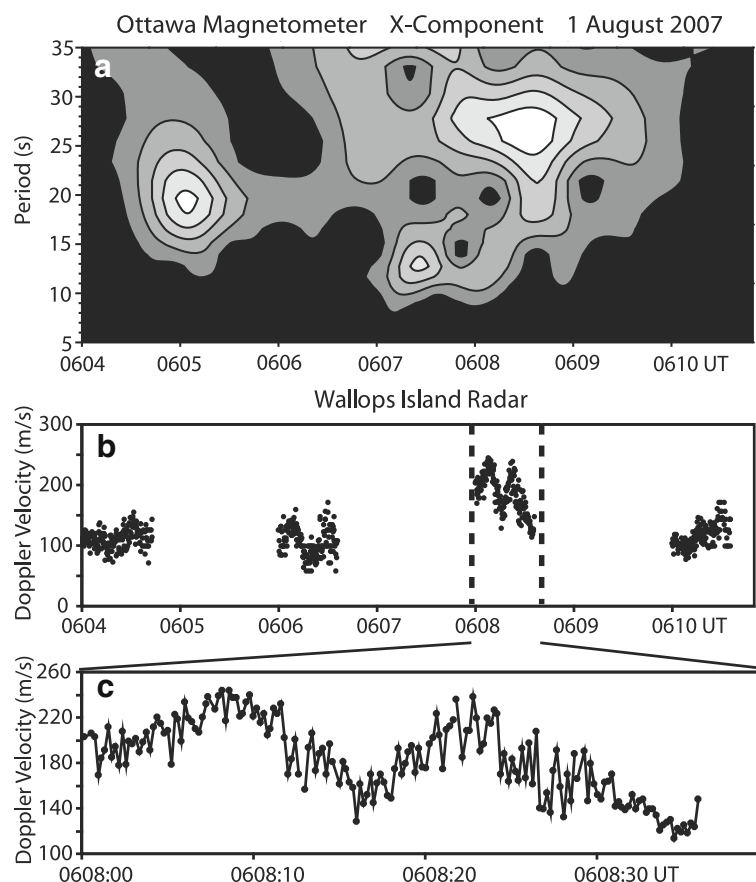 Ottawa Magnetometer X-Component 1 August 2007
a
Period (s)
35
30
25
20
15
10
5
0604 0605 0606 0607 0608 0609 0610 UT
Wallops Island Radar
b
Doppler Velocity (m/s)
300
200
100
0
0604 0605 0606 0607 0608 0609 0610 UT
c
Doppler Velocity (m/s)
260
220
180
140
100
0608:00 0608:10 0608:20 0608:30 UT